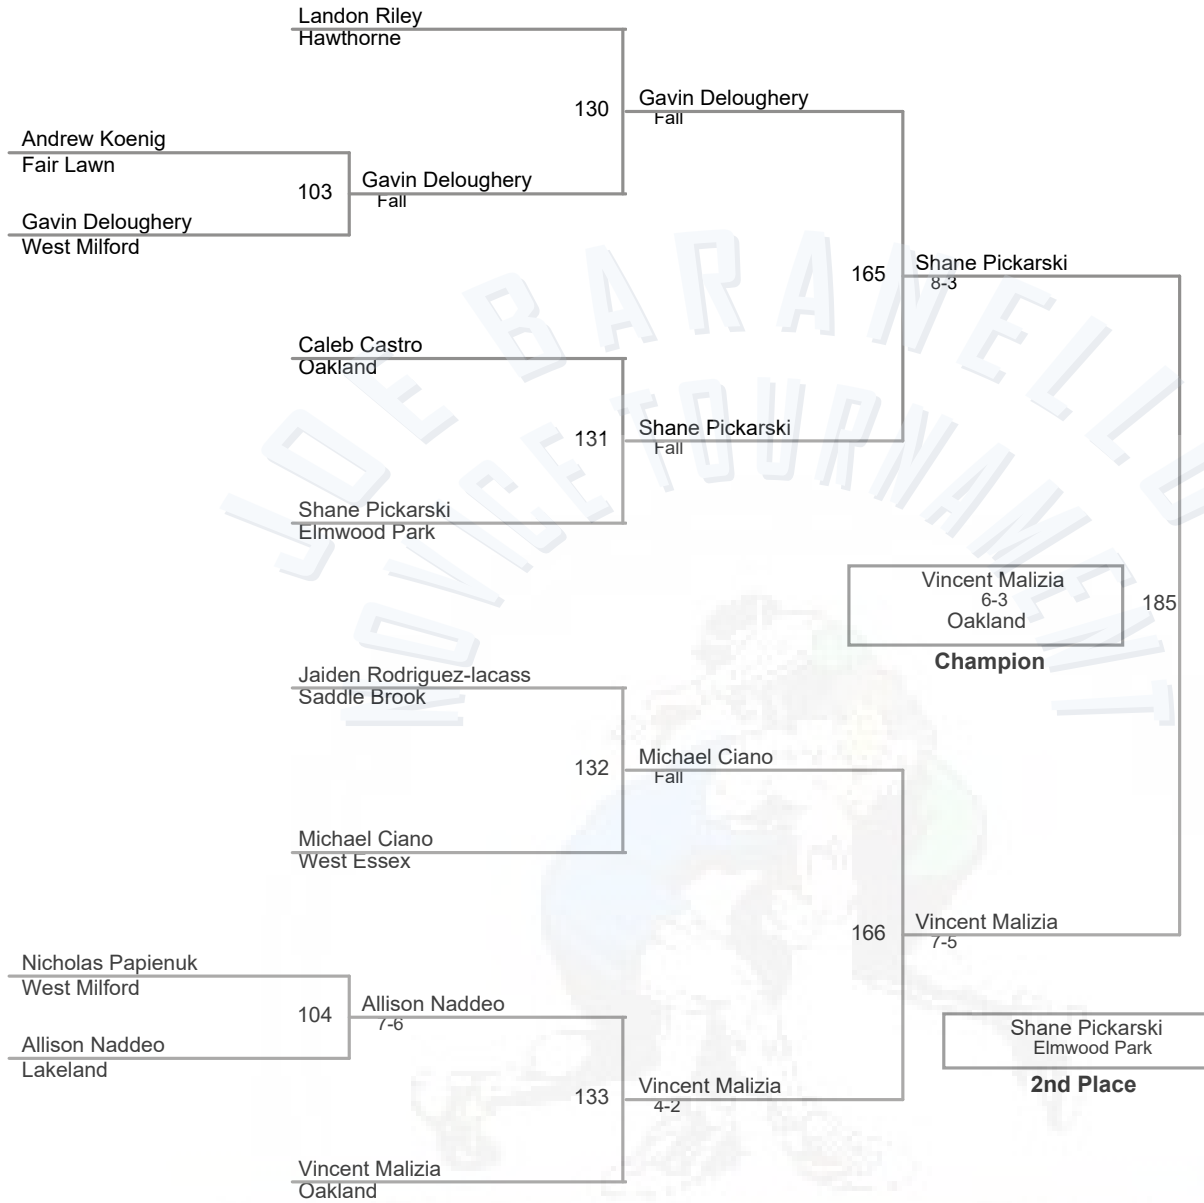 Landon Riley
Hawthorne
130
Gavin Deloughery
Fall
Andrew Koenig
Fair Lawn
103
Gavin Deloughery
Fall
Gavin Deloughery
West Milford
165
Shane Pickarski
8-3
JOE BARANELLO
NOVICE TOURNAMENT
Caleb Castro
Oakland
131
Shane Pickarski
Fall
Shane Pickarski
Elmwood Park
Vincent Malizia
6-3
Oakland
Champion
185
Jaiden Rodriguez-lacass
Saddle Brook
132
Michael Ciano
Fall
Michael Ciano
West Essex
166
Vincent Malizia
7-5
Nicholas Papienuk
West Milford
104
Allison Naddeo
7-6
Allison Naddeo
Lakeland
Shane Pickarski
Elmwood Park
2nd Place
133
Vincent Malizia
4-2
Vincent Malizia
Oakland